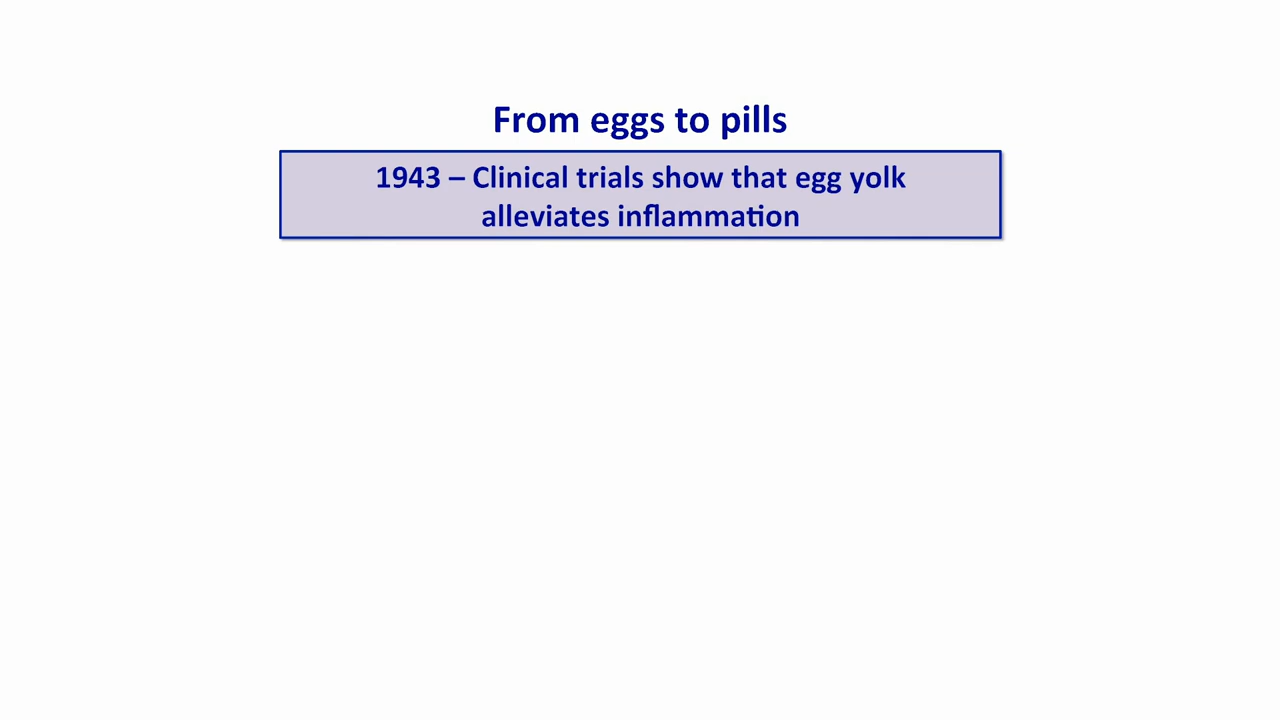 From eggs to pills
1943 – Clinical trials show that egg yolk
alleviates inflammation